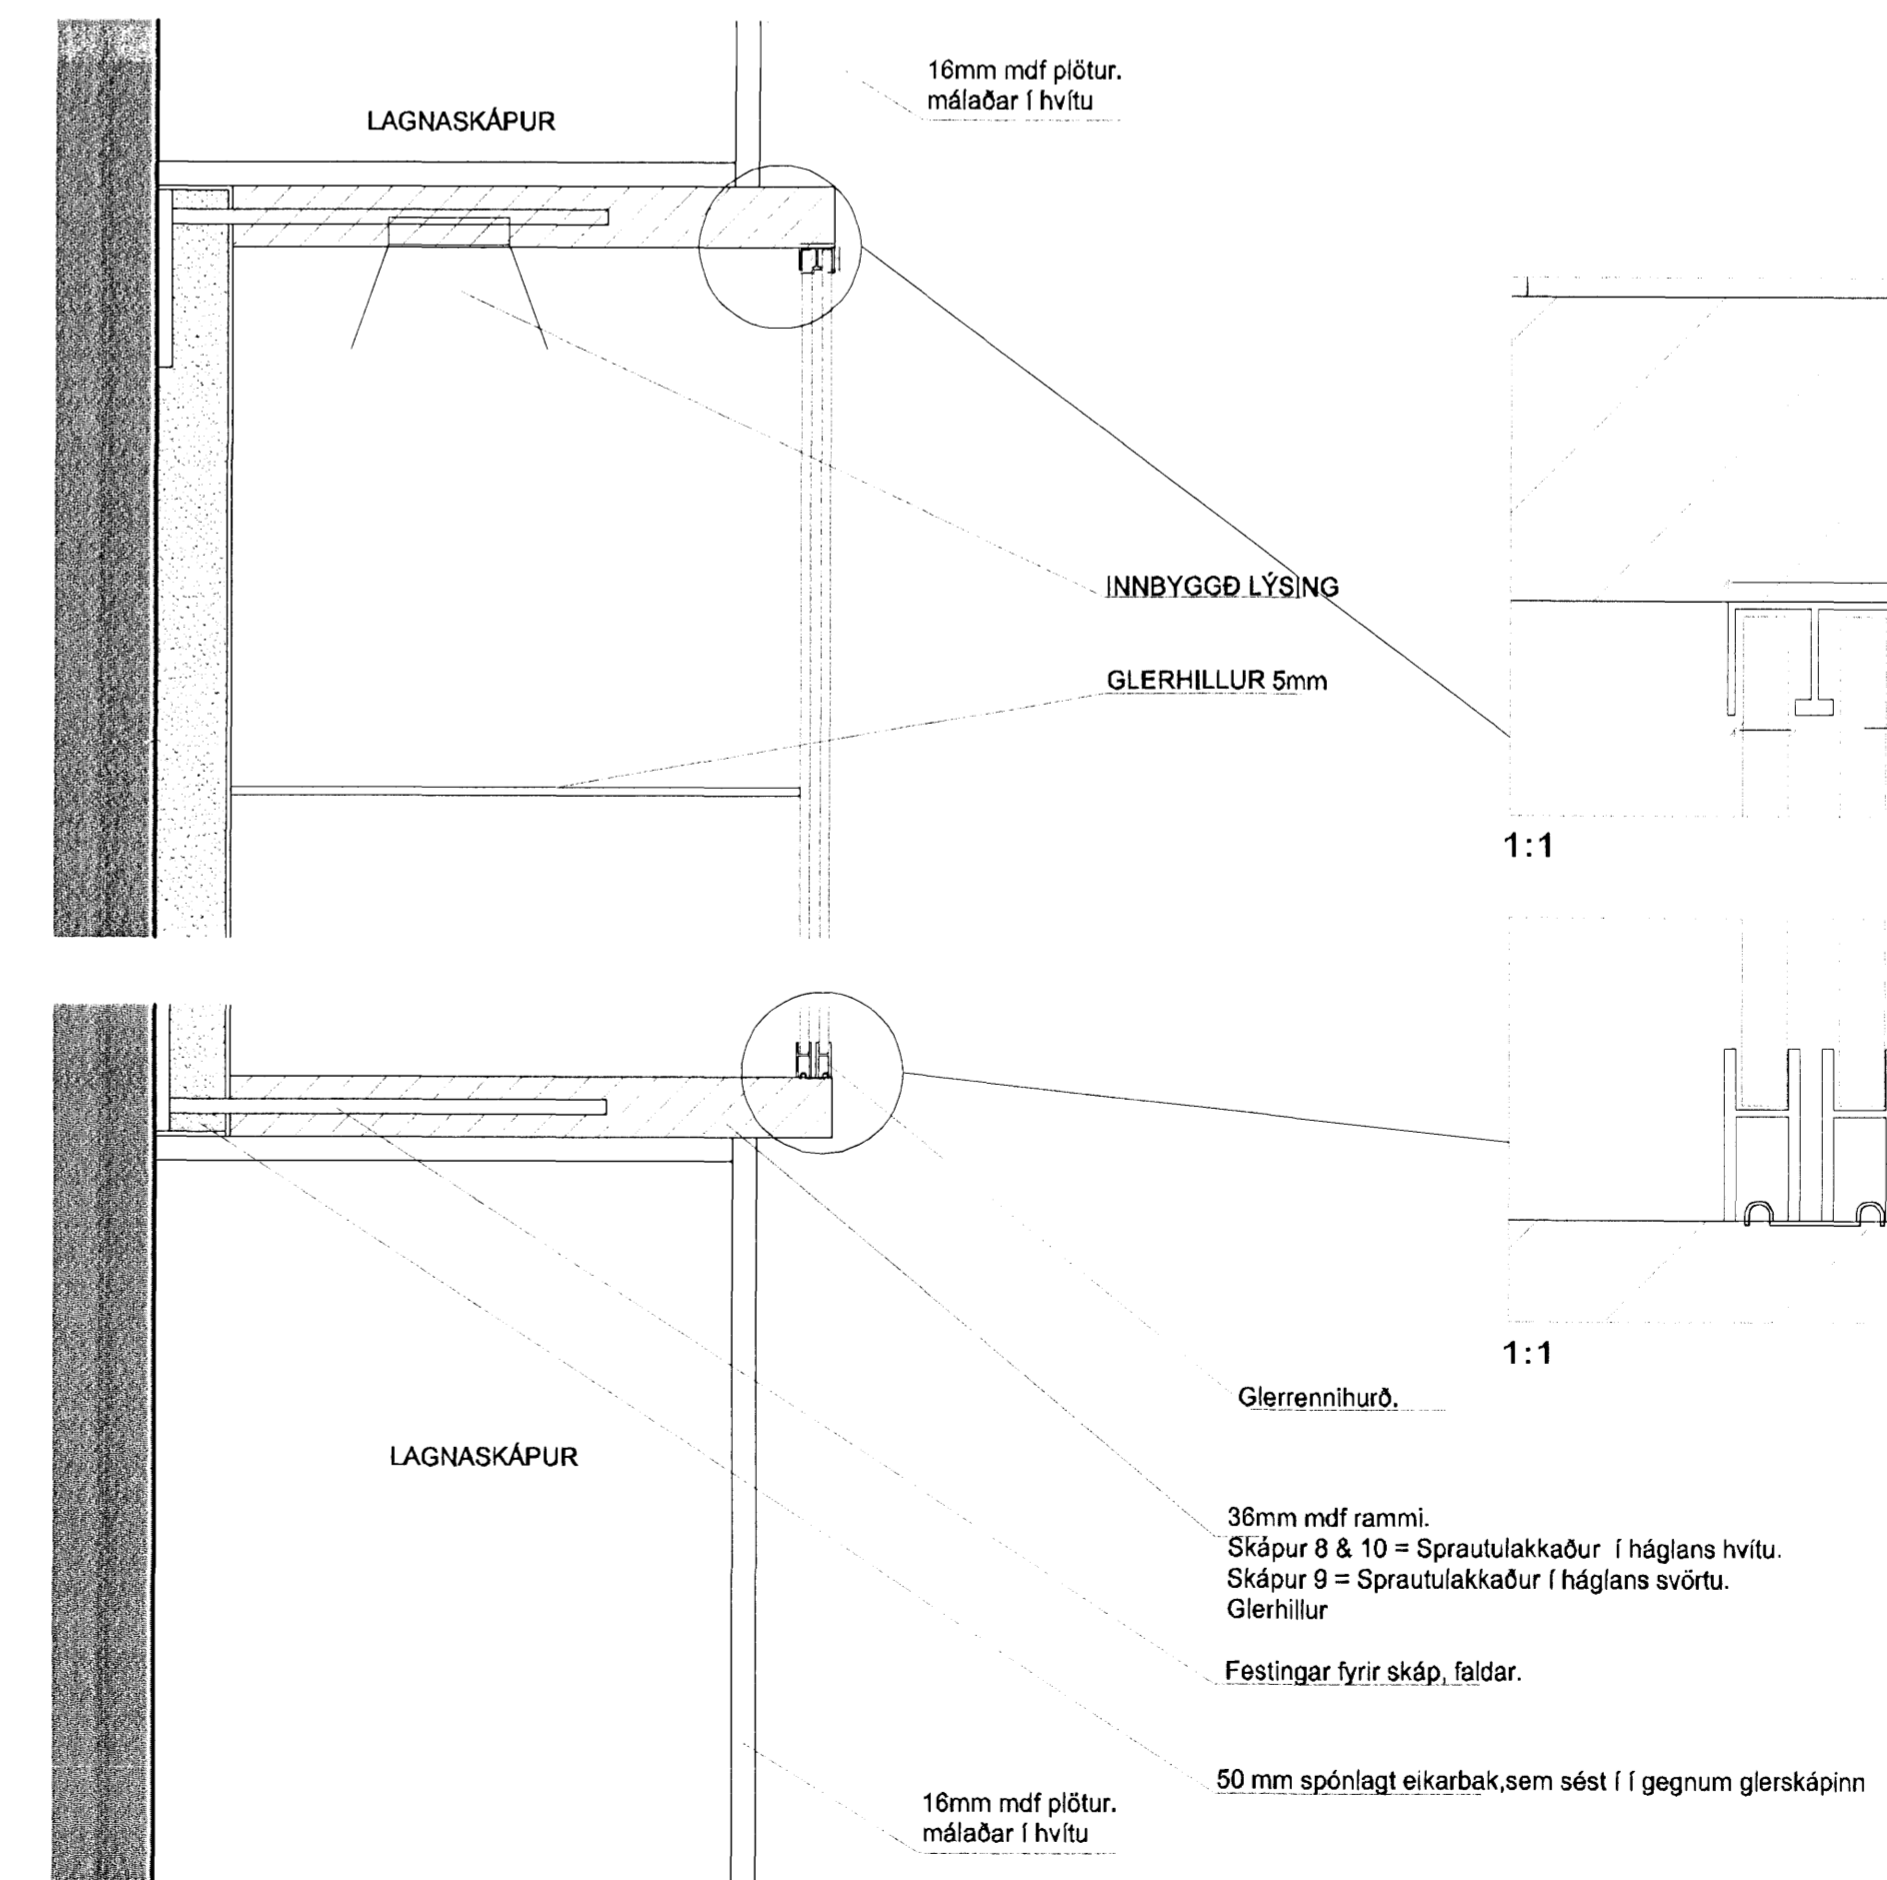 16mm mdf plötur.
málaðar í hvítu
LAGNASKÁPUR
INNBYGGÐ LÝSING
GLERHILLUR 5mm
1:1
1:1
Glerrennihurð.
LAGNASKÁPUR
36mm mdf rammi.
Skápur 8 & 10 = Sprautulakkaður í háglans hvítu.
Skápur 9 = Sprautulakkaður í háglans svörtu.
Glerhillur
Festingar fyrir skáp, faldar.
50 mm spónlagt eikarbak,sem sést í í gegnum glerskápinn
16mm mdf plötur.
málaðar í hvítu